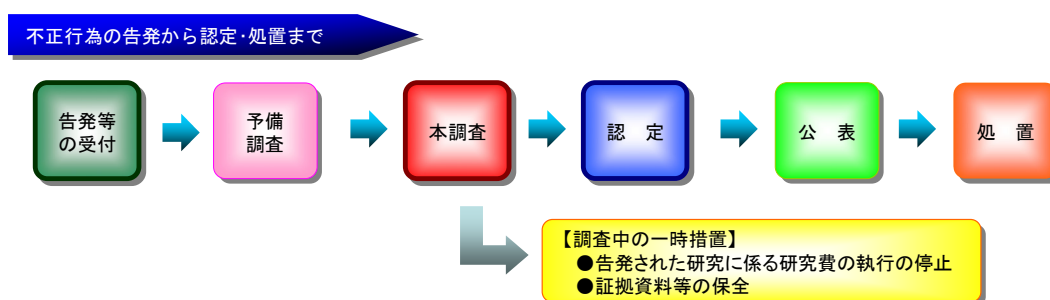 不正行為の告発から認定･処置まで
告発等
の受付
予備
調査
本調査
認　定
公　表
処　置
【調査中の一時措置】
●告発された研究に係る研究費の執行の停止
●証拠資料等の保全